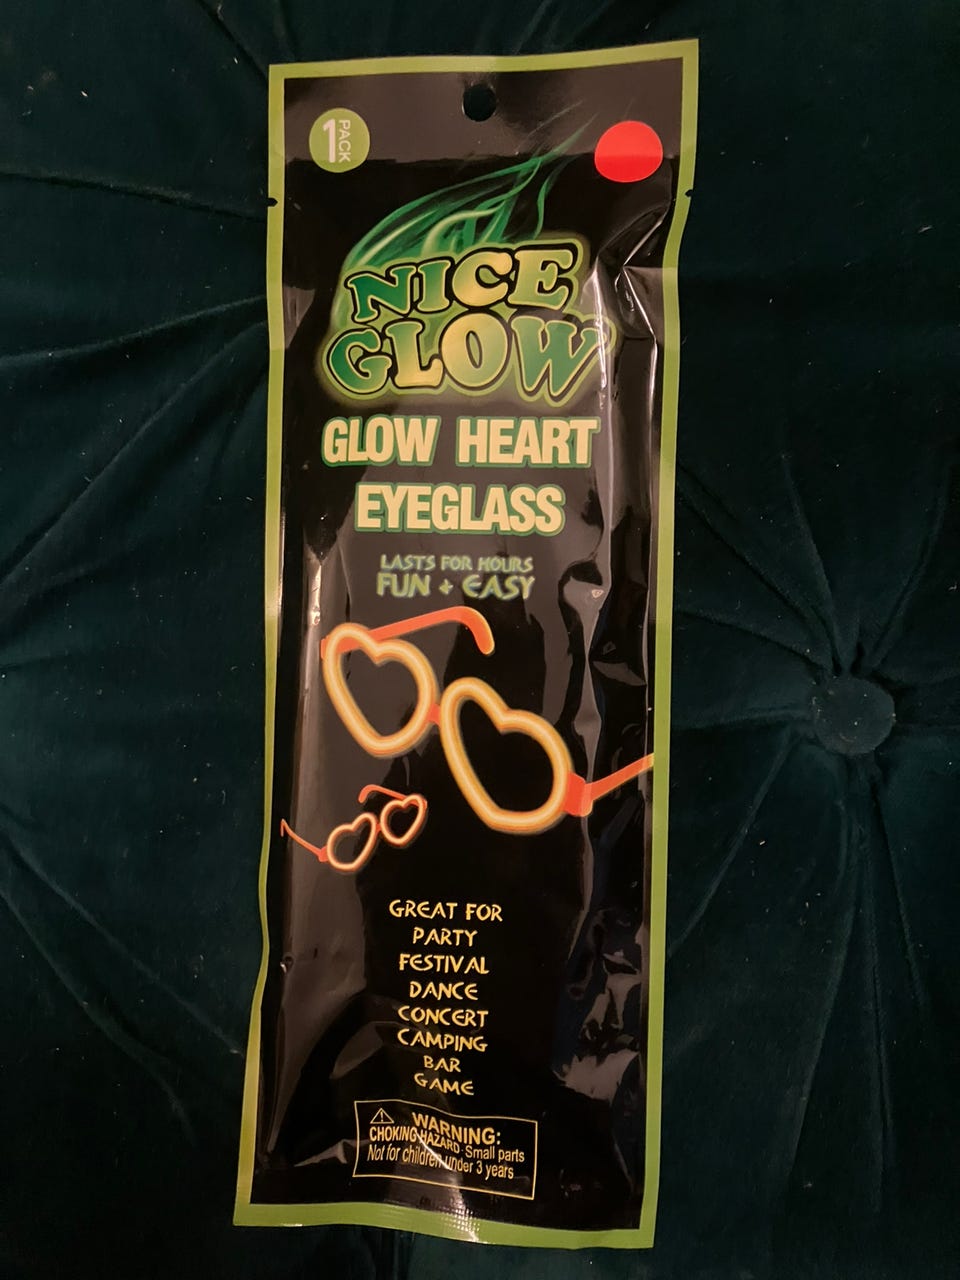 1 PACK
NICE
GLOW
GLOW HEART
EYEGLASS
LASTS FOR HOURS
FUN + EASY
GREAT FOR
PARTY
FESTIVAL
DANCE
CONCERT
CAMPING
BAR
GAME
WARNING:
CHOKING HAZARD-Small parts
Not for children under 3 years